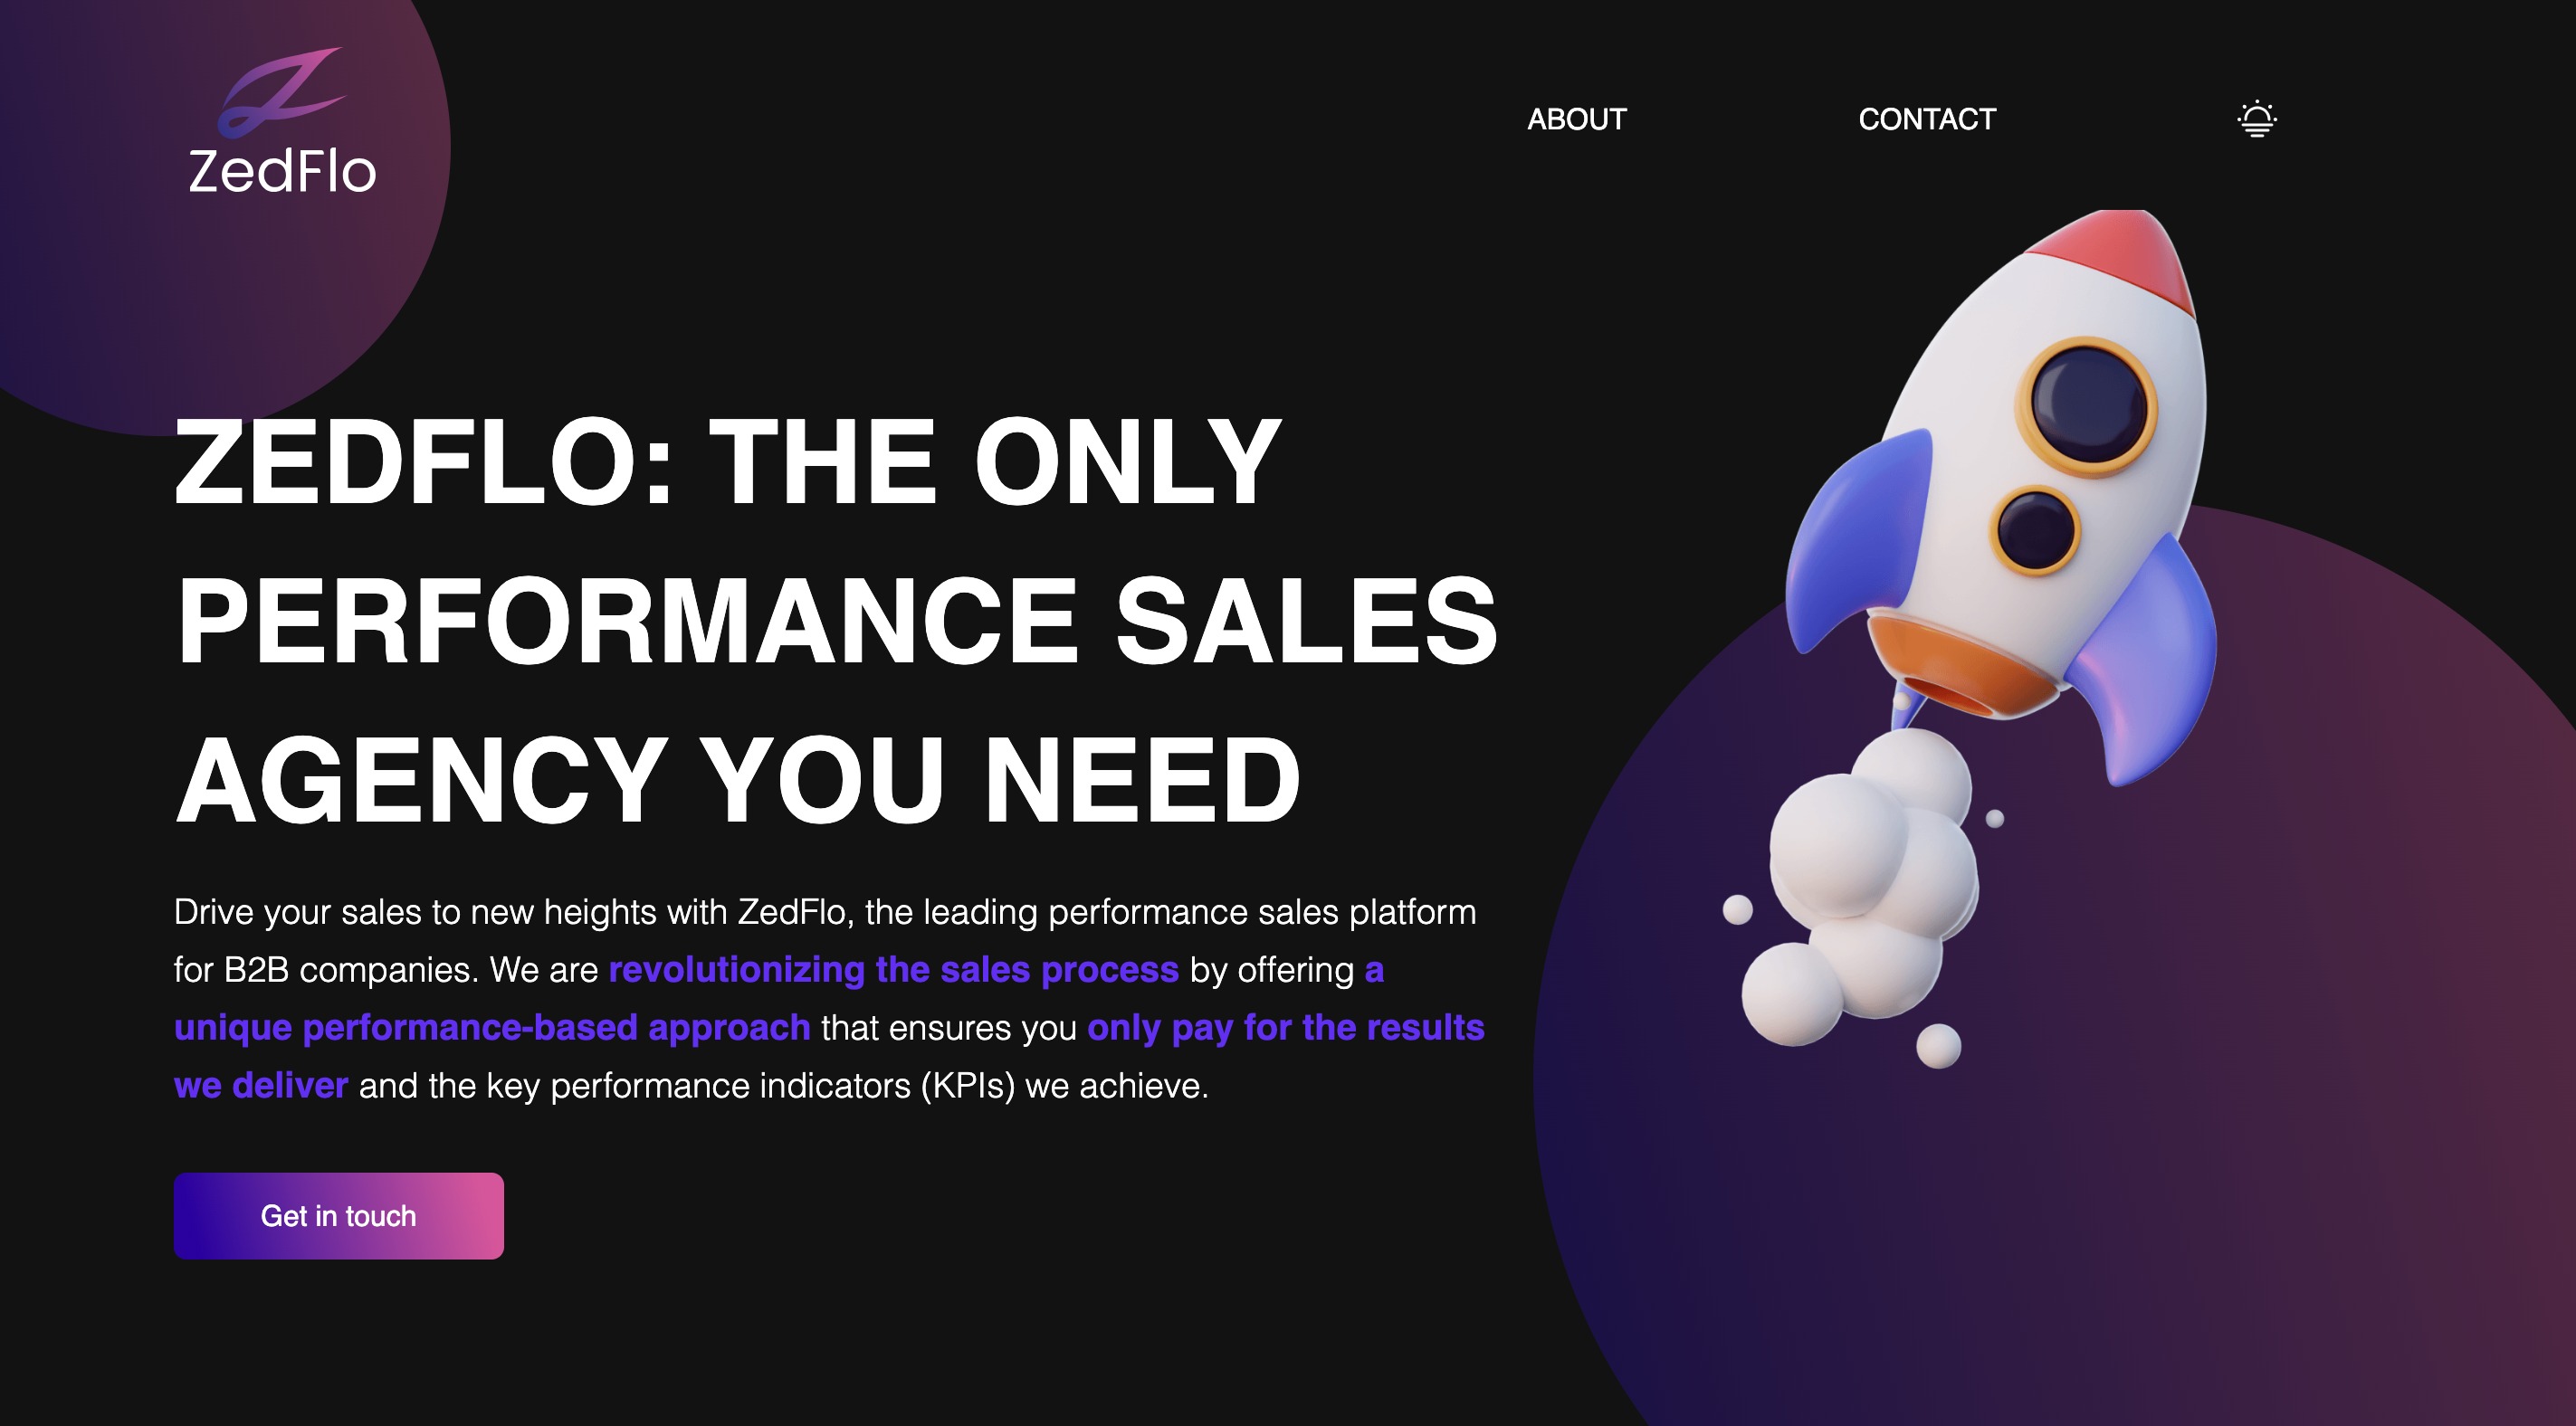 ZedFlo
ABOUT
CONTACT
ZEDFLO: THE ONLY
PERFORMANCE SALES
AGENCY YOU NEED
Drive your sales to new heights with ZedFlo, the leading performance sales platform
for B2B companies. We are revolutionizing the sales process by offering a
unique performance-based approach that ensures you only pay for the results
we deliver and the key performance indicators (KPIs) we achieve.
Get in touch